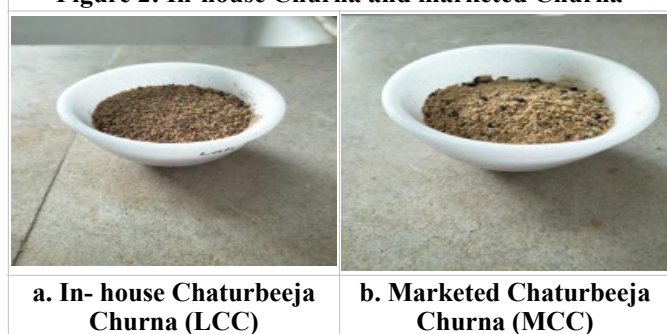 Figure 2: In-house Churna and marketed Churna
a. In- house Chaturbeeja
Churna (LCC)
b. Marketed Chaturbeeja
Churna (MCC)